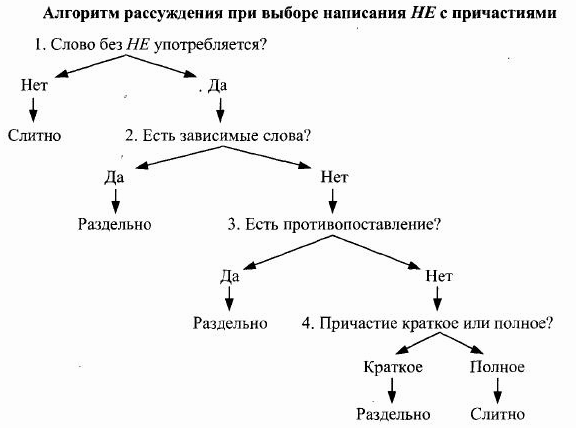 Алгоритм рассуждения при выборе написания НЕ с причастиями
1. Слово без НЕ употребляется?
Нет Да
Слитно 2. Есть зависимые слова?
Да Нет
Раздельно 3. Есть противопоставление?
Да Нет
Раздельно 4. Причастие краткое или полное?
Краткое Полное
Раздельно Слитно